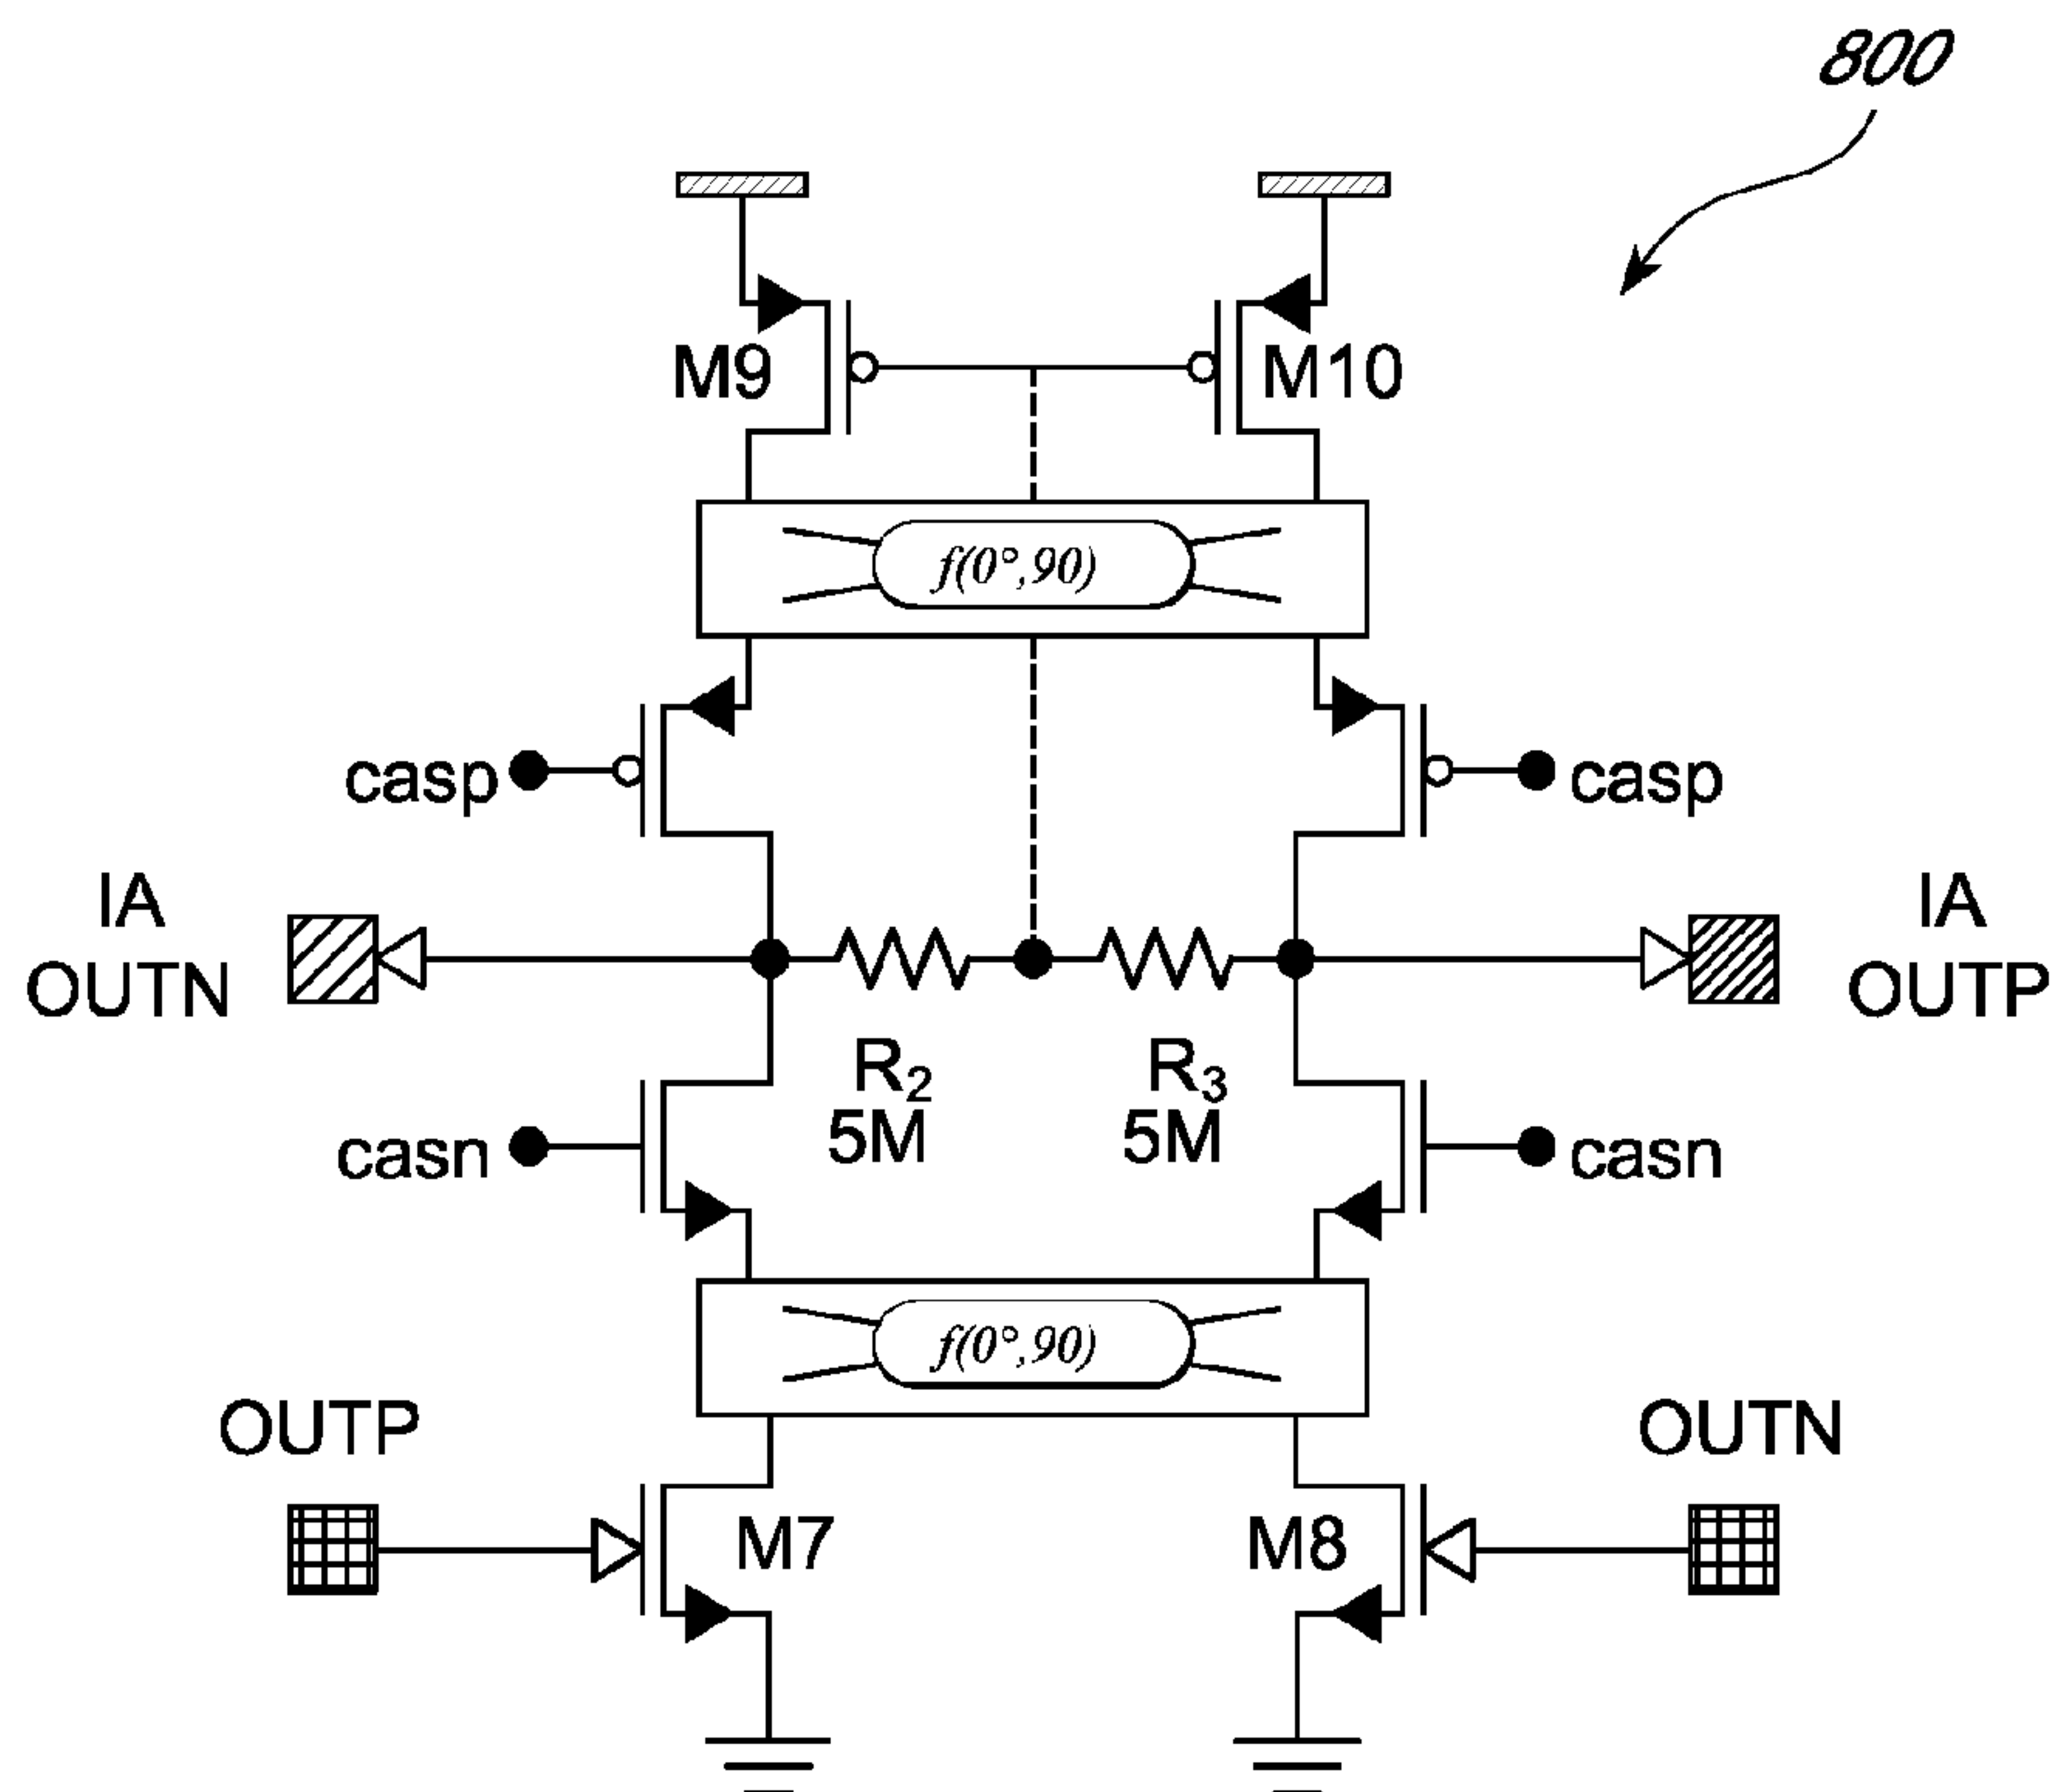 800
M9
M10
f(0°,90)
casp
casp
IA
OUTN
IA
OUTP
R2
5M
R3
5M
casn
casn
f(0°,90)
OUTP
OUTN
M7
M8